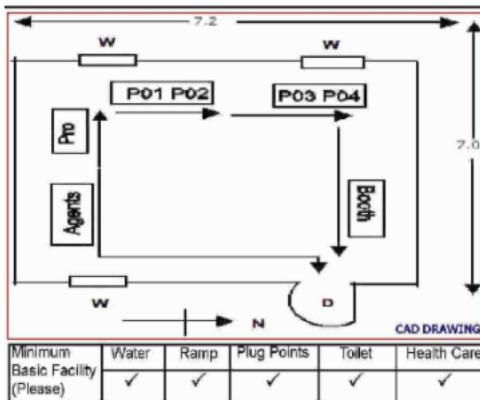 7.2
W W
P01 P02 P03 P04
7.0
Pro
Agents
Booth
W
D
N
CAD DRAWING
Minimum Basic Facility (Please) Water Ramp Plug Points Toilet Health Care
✓ ✓ ✓ ✓ ✓